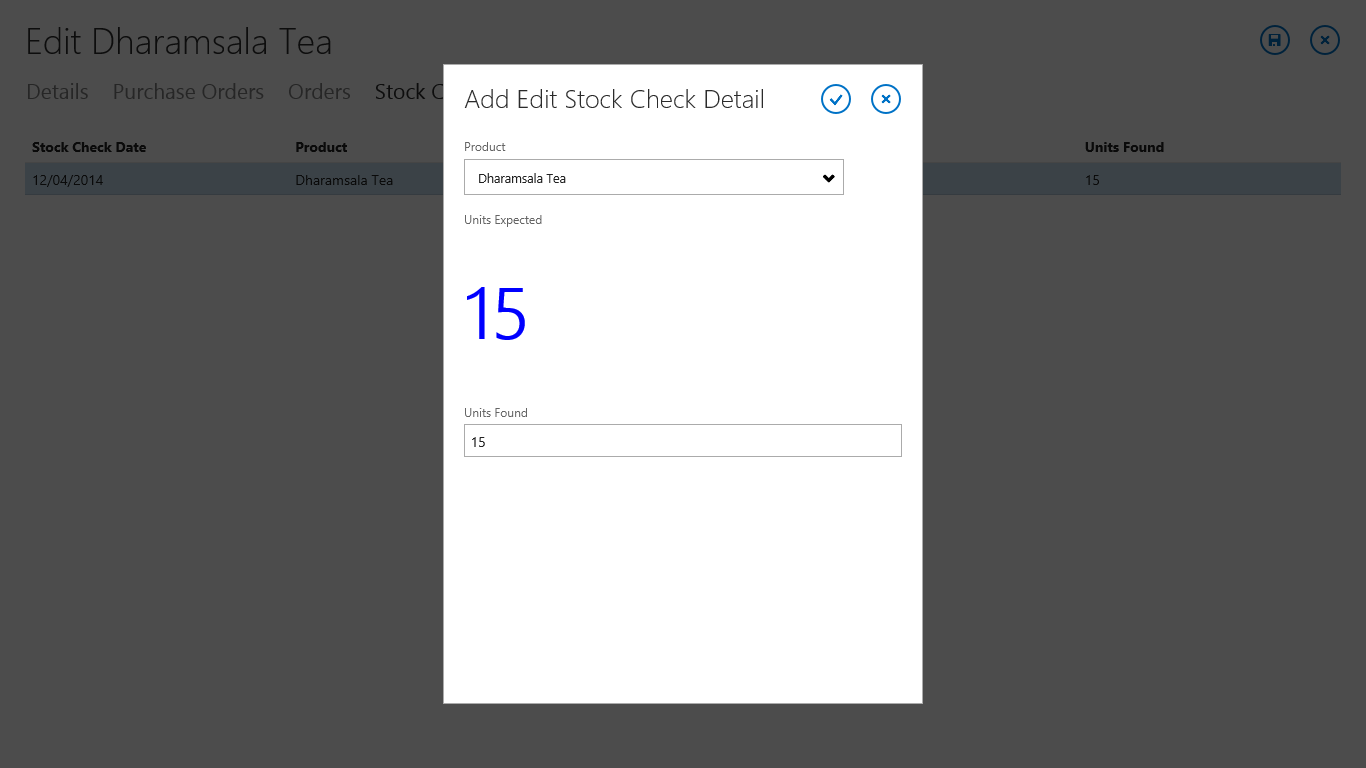 Edit Dharamsala Tea
Details Purchase Orders Orders Stock C
Add Edit Stock Check Detail
Stock Check Date Product Units Found
12/04/2014 Dharamsala Tea 15
Product
Dharamsala Tea
Units Expected
15
Units Found
15